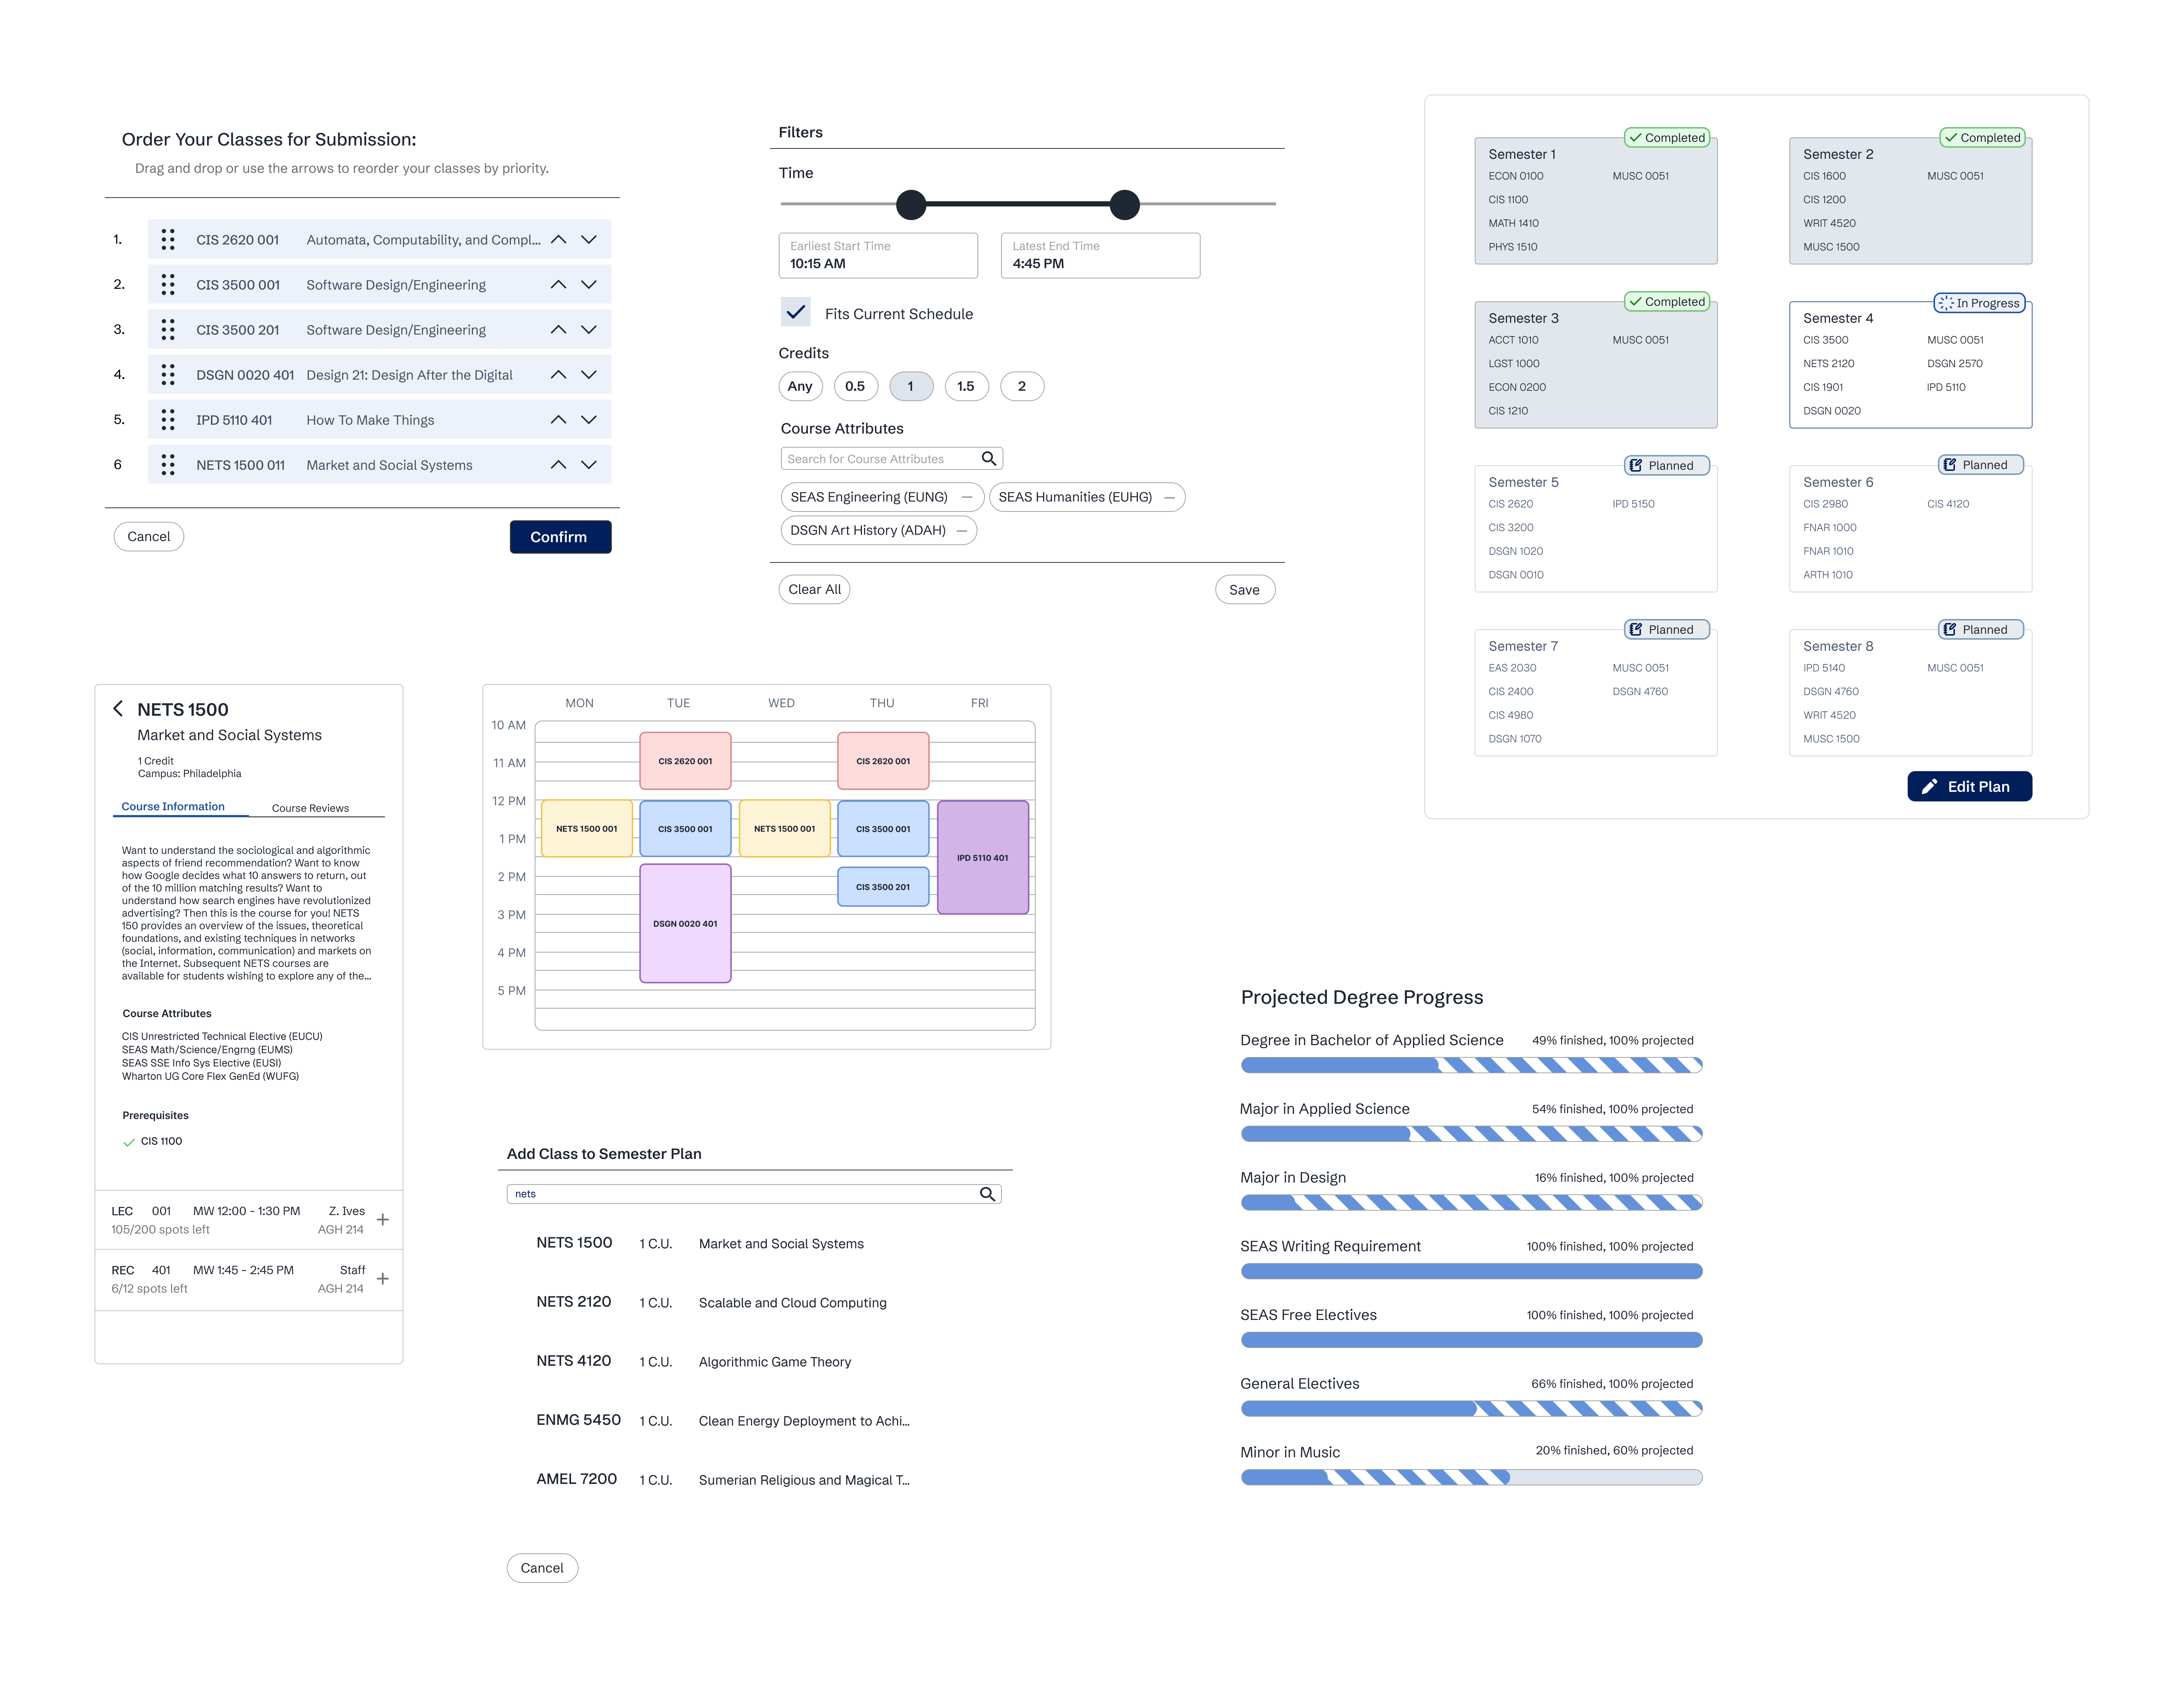 Order Your Classes for Submission:
Drag and drop or use the arrows to reorder your classes by priority.
1. CIS 2620 001 Automata, Computability, and Compl...
2. CIS 3500 001 Software Design/Engineering
3. CIS 3500 201 Software Design/Engineering
4. DSGN 0020 401 Design 21: Design After the Digital
5. IPD 5110 401 How To Make Things
6 NETS 1500 011 Market and Social Systems
Cancel Confirm
Filters
Time
Earliest Start Time Latest End Time
10:15 AM 4:45 PM
Fits Current Schedule
Credits
Any 0.5 1 1.5 2
Course Attributes
Search for Course Attributes
SEAS Engineering (EUNG) — SEAS Humanities (EUHG) —
DSGN Art History (ADAH) —
Clear All Save
Completed Completed
Semester 1 Semester 2
ECON 0100 MUSC 0051 CIS 1600 MUSC 0051
CIS 1100 CIS 1200
MATH 1410 WRIT 4520
PHYS 1510 MUSC 1500
Completed In Progress
Semester 3 Semester 4
ACCT 1010 MUSC 0051 CIS 3500 MUSC 0051
LGST 1000 NETS 2120 DSGN 2570
ECON 0200 CIS 1901 IPD 5110
CIS 1210 DSGN 0020
Planned Planned
Semester 5 Semester 6
CIS 2620 IPD 5150 CIS 2980 CIS 4120
CIS 3200 FNAR 1000
DSGN 1020 FNAR 1010
DSGN 0010 ARTH 1010
Planned Planned
Semester 7 Semester 8
EAS 2030 MUSC 0051 IPD 5140 MUSC 0051
CIS 2400 DSGN 4760 DSGN 4760
CIS 4980 WRIT 4520
DSGN 1070 MUSC 1500
Edit Plan
NETS 1500
Market and Social Systems
1 Credit
Campus: Philadelphia
Course Information Course Reviews
Want to understand the sociological and algorithmic
aspects of friend recommendation? Want to know
how Google decides what 10 answers to return, out
of the 10 million matching results? Want to
understand how search engines have revolutionized
advertising? Then this is the course for you! NETS
150 provides an overview of the issues, theoretical
foundations, and existing techniques in networks
(social, information, communication) and markets on
the Internet. Subsequent NETS courses are
available for students wishing to explore any of the...
Course Attributes
CIS Unrestricted Technical Elective (EUCU)
SEAS Math/Science/Engrng (EUMS)
SEAS SSE Info Sys Elective (EUSI)
Wharton UG Core Flex GenEd (WUFG)
Prerequisites
CIS 1100
LEC 001 MW 12:00 - 1:30 PM Z. Ives
105/200 spots left AGH 214
REC 401 MW 1:45 - 2:45 PM Staff
6/12 spots left AGH 214
MON TUE WED THU FRI
10 AM
11 AM CIS 2620 001 CIS 2620 001
12 PM
NETS 1500 001 CIS 3500 001 NETS 1500 001 CIS 3500 001
1 PM
IPD 5110 401
2 PM
CIS 3500 201
3 PM
DSGN 0020 401
4 PM
5 PM
Add Class to Semester Plan
nets
NETS 1500 1 C.U. Market and Social Systems
NETS 2120 1 C.U. Scalable and Cloud Computing
NETS 4120 1 C.U. Algorithmic Game Theory
ENMG 5450 1 C.U. Clean Energy Deployment to Achi...
AMEL 7200 1 C.U. Sumerian Religious and Magical T...
Cancel
Projected Degree Progress
Degree in Bachelor of Applied Science 49% finished, 100% projected
Major in Applied Science 54% finished, 100% projected
Major in Design 16% finished, 100% projected
SEAS Writing Requirement 100% finished, 100% projected
SEAS Free Electives 100% finished, 100% projected
General Electives 66% finished, 100% projected
Minor in Music 20% finished, 60% projected